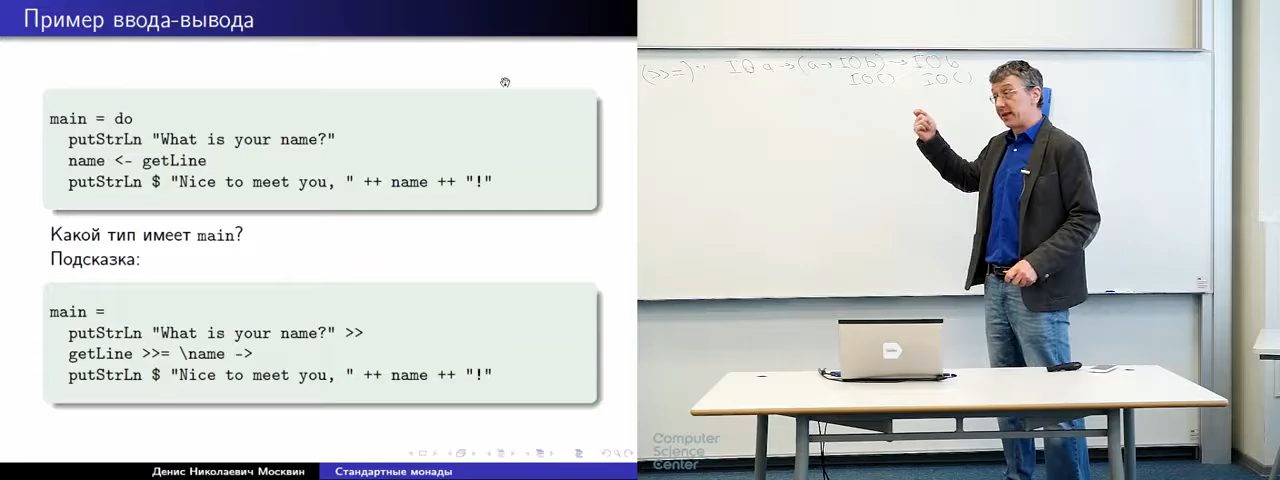 Пример ввода-вывода
main = do
putStrLn "What is your name?"
name <- getLine
putStrLn $ "Nice to meet you, " ++ name ++ "!"
Какой тип имеет main?
Подсказка:
main =
putStrLn "What is your name?" >>
getLine >>= \name ->
putStrLn $ "Nice to meet you, " ++ name ++ "!"
Денис Николаевич Москвин
Стандартные монады
(>>=) :: IO a → (a → IO b) → IO b
IO () IO ()
Computer
Science
Center